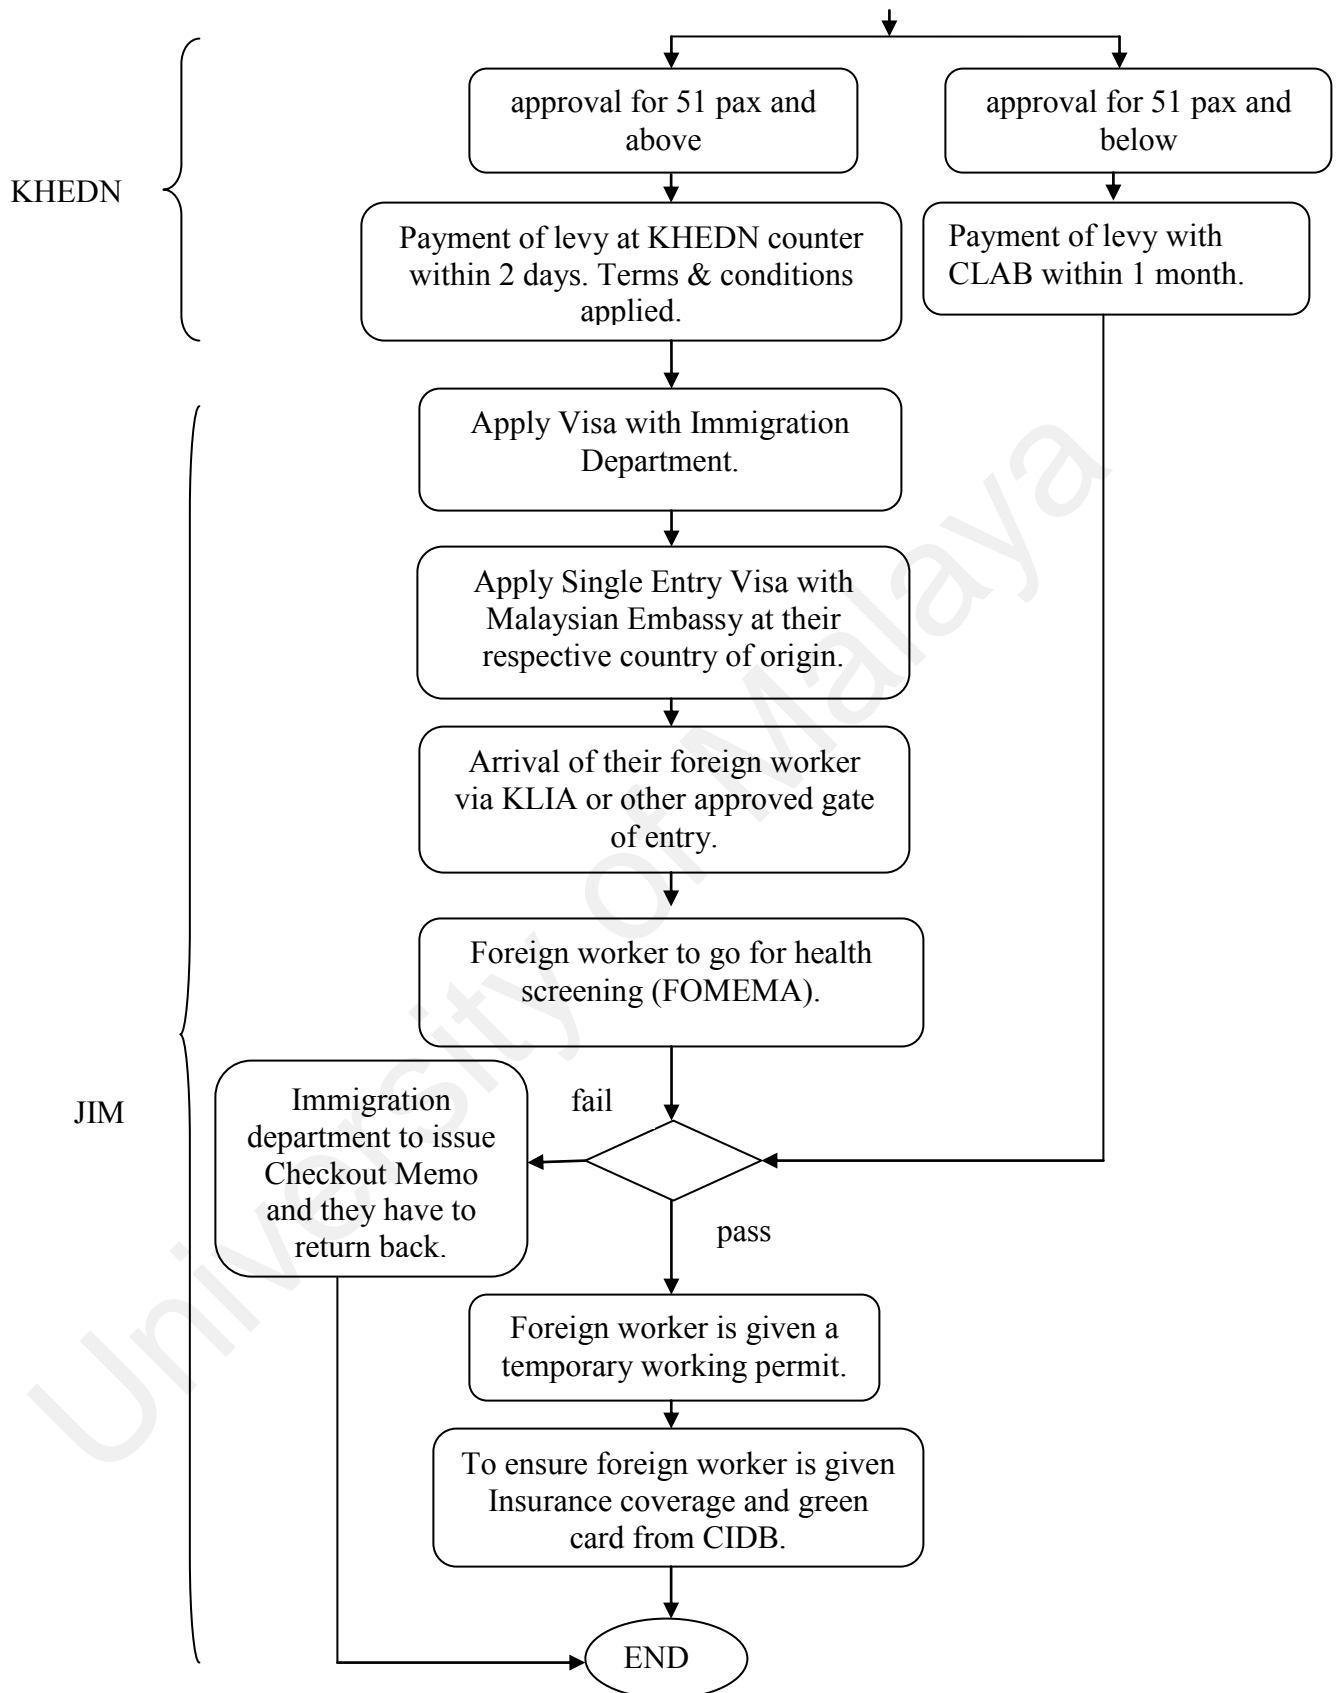 approval for 51 pax and
above
approval for 51 pax and
below
KHEDN
Payment of levy at KHEDN counter
within 2 days. Terms & conditions
applied.
Payment of levy with
CLAB within 1 month.
Apply Visa with Immigration
Department.
Apply Single Entry Visa with
Malaysian Embassy at their
respective country of origin.
Arrival of their foreign worker
via KLIA or other approved gate
of entry.
Foreign worker to go for health
screening (FOMEMA).
JIM
Immigration
department to issue
Checkout Memo
and they have to
return back.
fail
pass
Foreign worker is given a
temporary working permit.
To ensure foreign worker is given
Insurance coverage and green
card from CIDB.
END
University of Malaya